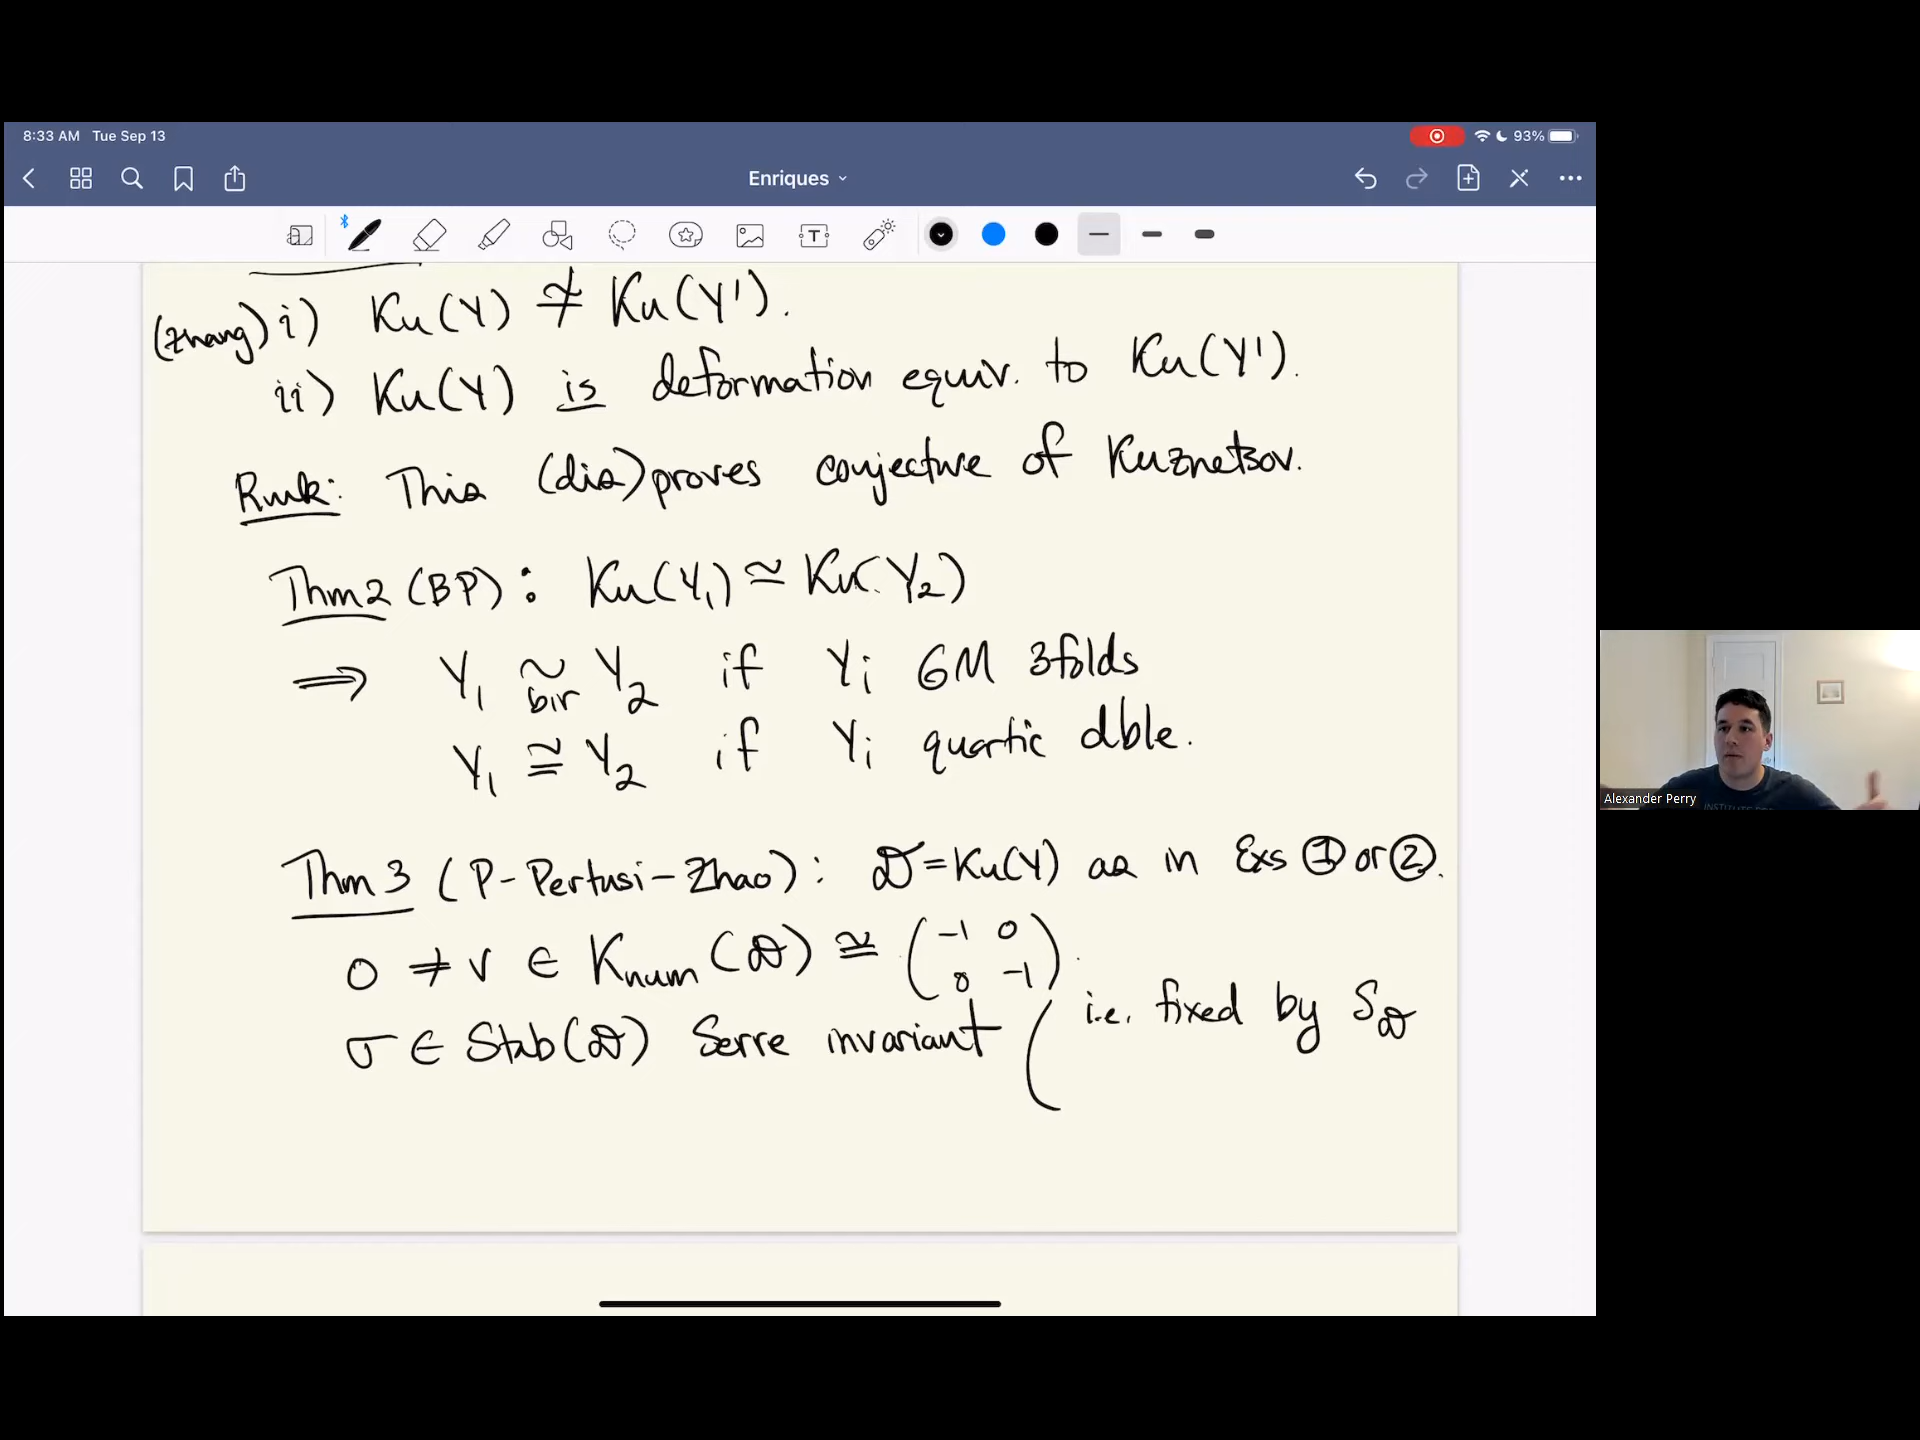 8:33 AM Tue Sep 13
93%
Enriques
(Zhang) i) Ku(Y) ≄ Ku(Y').
ii) Ku(Y) is deformation equiv. to Ku(Y').
Rmk: This (dis)proves conjecture of Kuznetsov.
Thm2 (BP): Ku(Y₁) ≃ Ku(Y₂)
⟹ Y₁ ~bir Y₂ if Yi GM 3folds
Y₁ ≅ Y₂ if Yi quartic dble.
Thm 3 (P-Pertusi-Zhao): 𝒟 = Ku(Y) as in Exs ① or ②.
0 ≠ v ∈ Knum(𝒟) ≅ (-1 0
0 -1).
σ ∈ Stab(𝒟) Serre invariant ( i.e. fixed by S𝒟
Alexander Perry